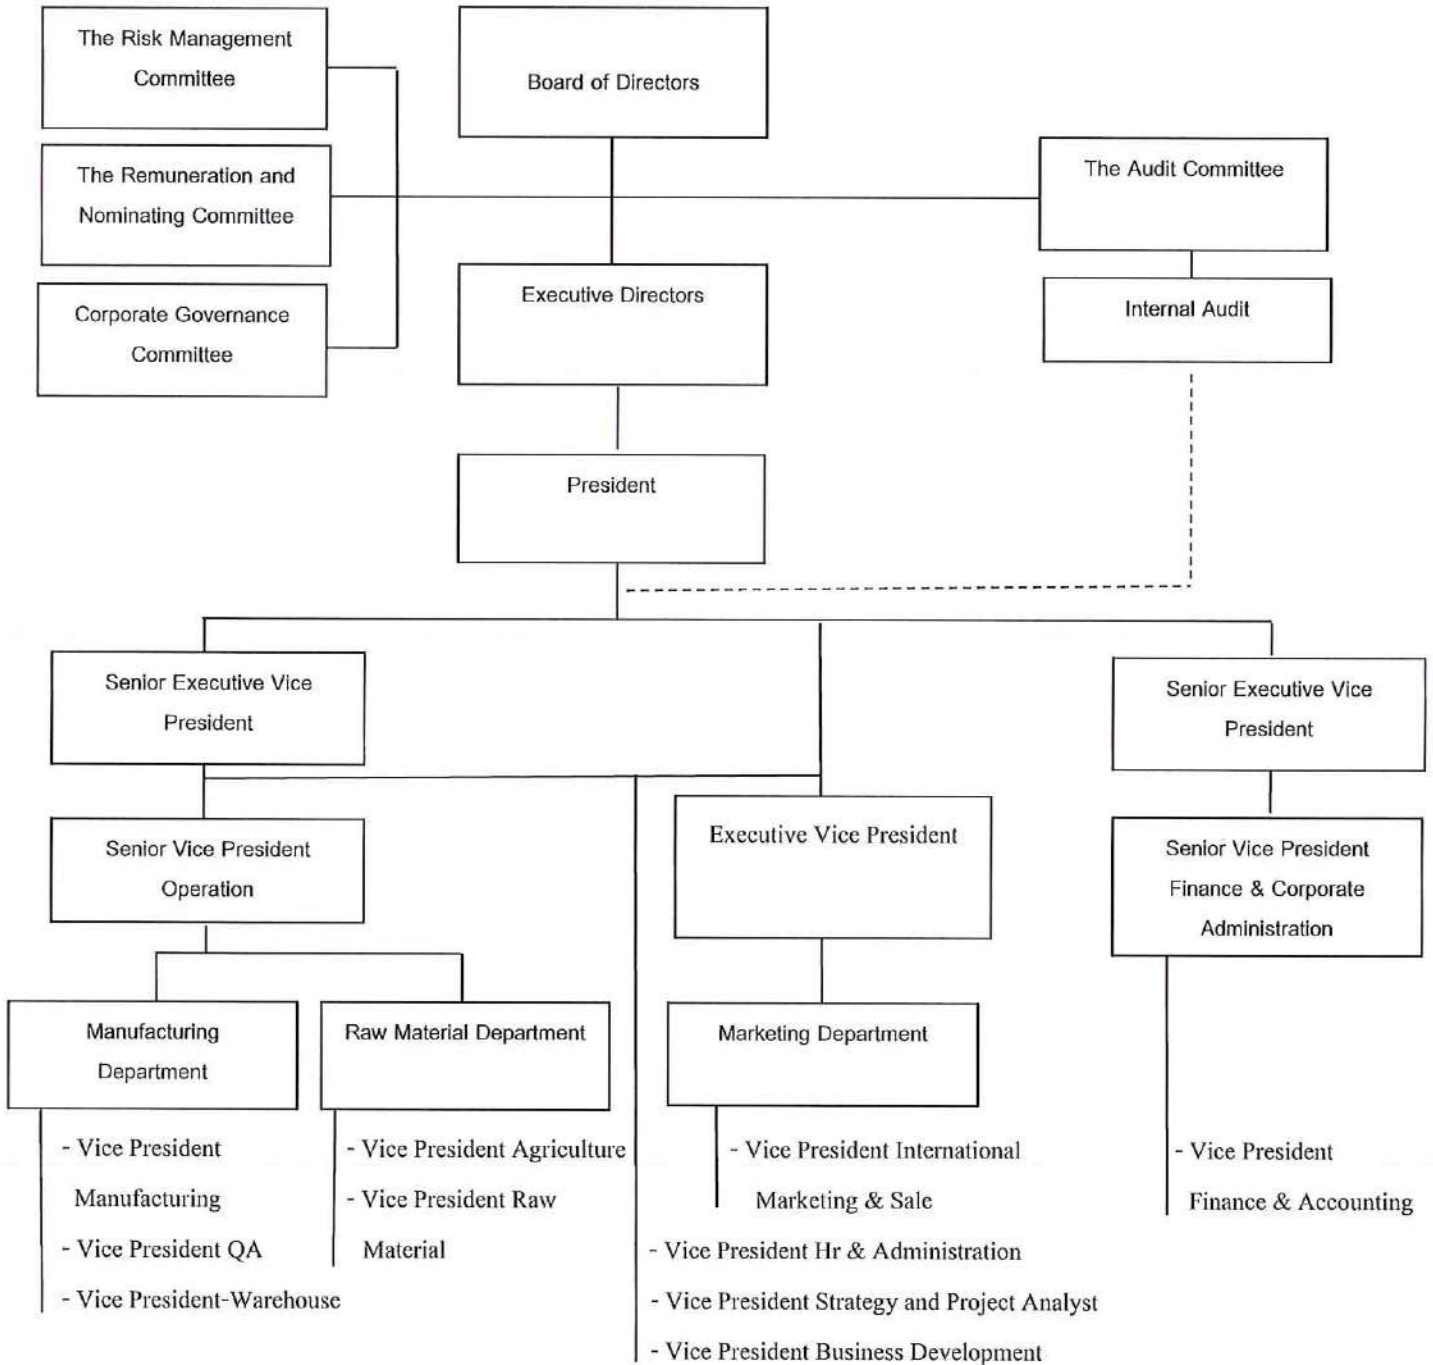 The Risk Management
Committee
Board of Directors
The Audit Committee
The Remuneration and
Nominating Committee
Executive Directors
Internal Audit
Corporate Governance
Committee
President
Senior Executive Vice
President
Senior Executive Vice
President
Senior Vice President
Operation
Executive Vice President
Senior Vice President
Finance & Corporate
Administration
Manufacturing
Department
Raw Material Department
Marketing Department
- Vice President
Manufacturing
- Vice President QA
- Vice President-Warehouse
- Vice President Agriculture
- Vice President Raw
Material
- Vice President International
Marketing & Sale
- Vice President Hr & Administration
- Vice President Strategy and Project Analyst
- Vice President Business Development
- Vice President
Finance & Accounting